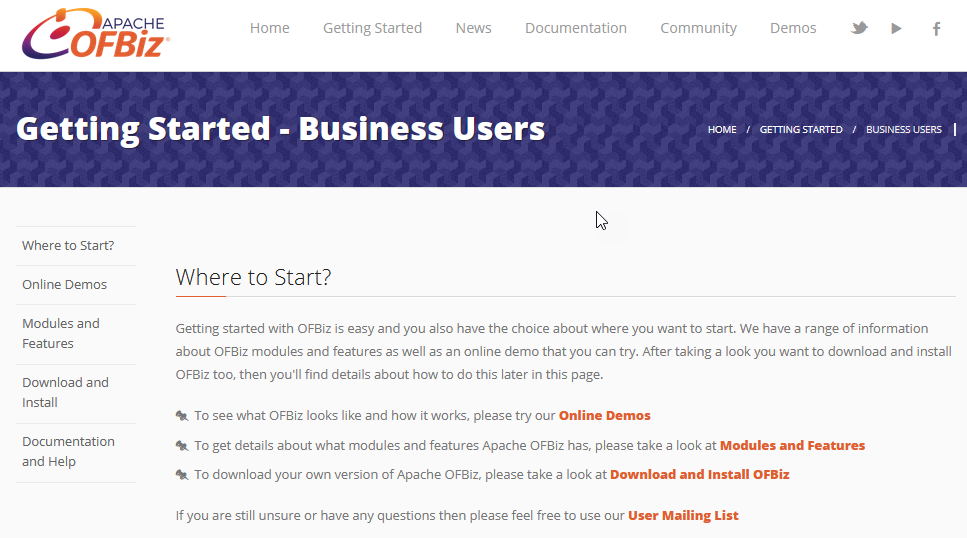 APACHE
OFBiz
Home Getting Started News Documentation Community Demos
Getting Started - Business Users
HOME / GETTING STARTED / BUSINESS USERS
Where to Start?
Online Demos
Modules and
Features
Download and
Install
Documentation
and Help
Where to Start?
Getting started with OFBiz is easy and you also have the choice about where you want to start. We have a range of information
about OFBiz modules and features as well as an online demo that you can try. After taking a look you want to download and install
OFBiz too, then you'll find details about how to do this later in this page.
To see what OFBiz looks like and how it works, please try our Online Demos
To get details about what modules and features Apache OFBiz has, please take a look at Modules and Features
To download your own version of Apache OFBiz, please take a look at Download and Install OFBiz
If you are still unsure or have any questions then please feel free to use our User Mailing List